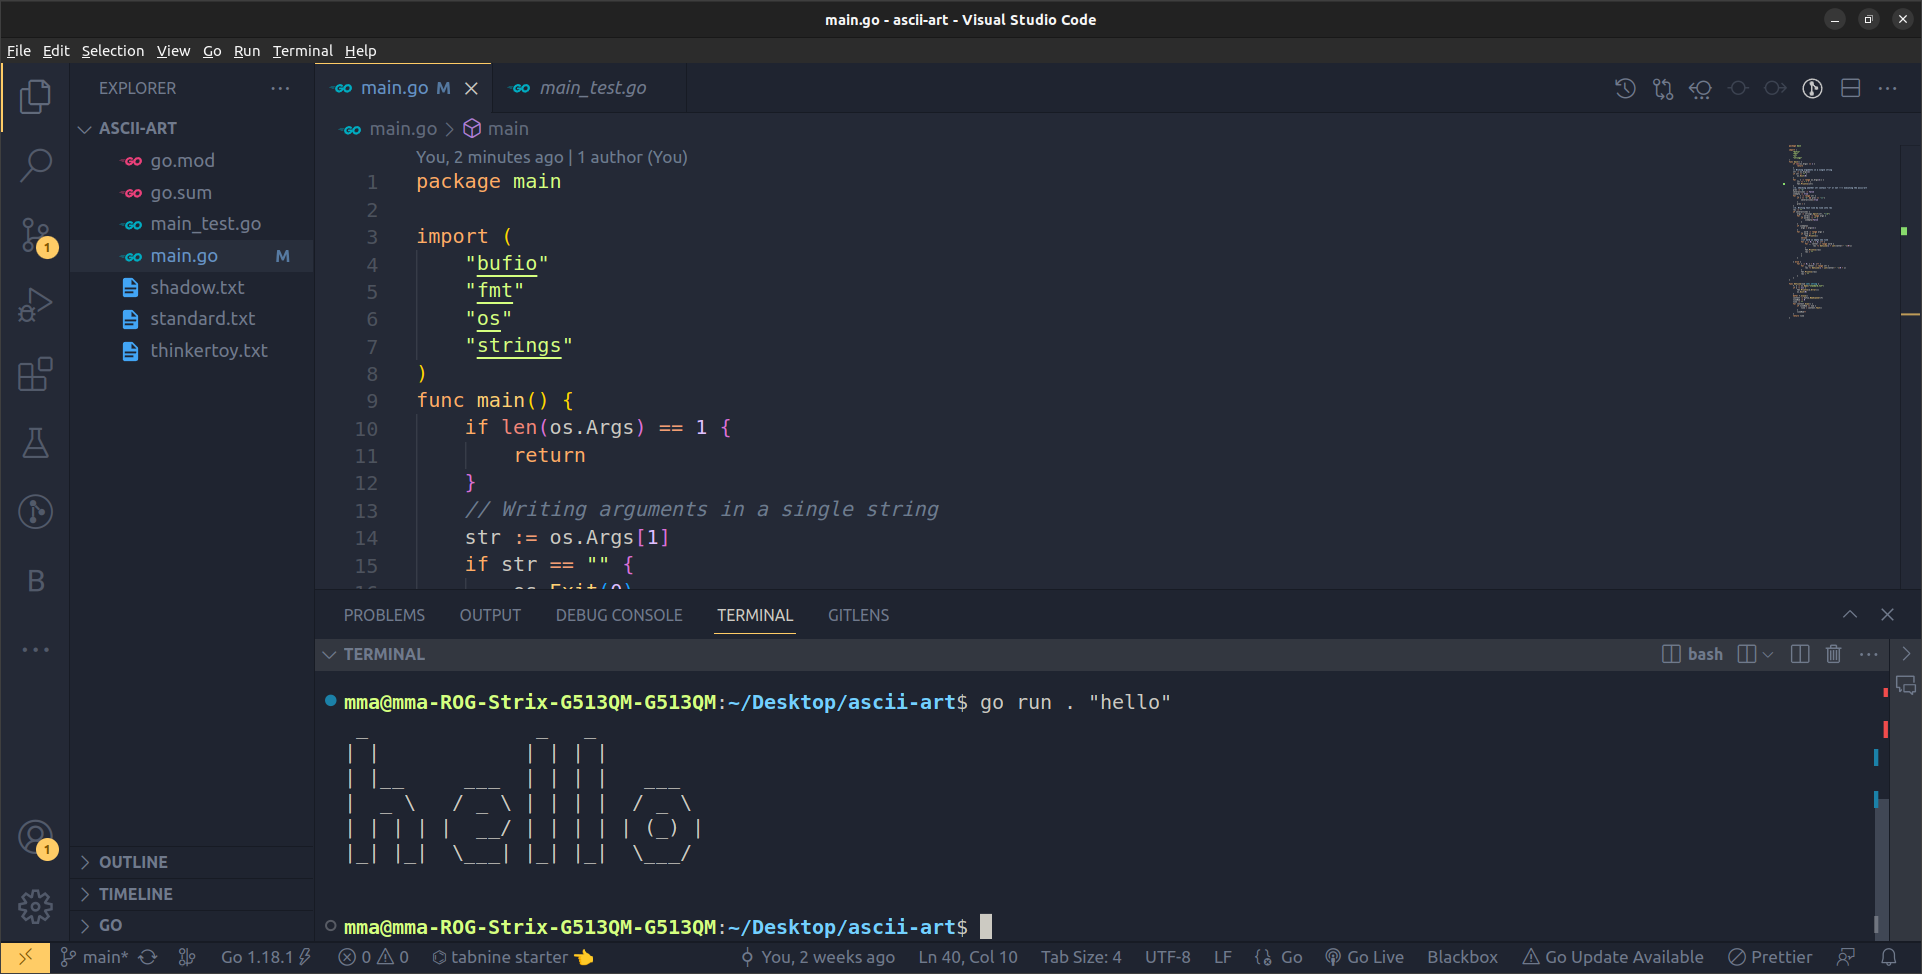 main.go - ascii-art - Visual Studio Code
File Edit Selection View Go Run Terminal Help
EXPLORER
ASCII-ART
go.mod
go.sum
main_test.go
main.go M
shadow.txt
standard.txt
thinkertoy.txt
OUTLINE
TIMELINE
GO
1
B
1
main.go M
main_test.go
main.go > main
You, 2 minutes ago | 1 author (You)
1 package main
2
3 import (
4 "bufio"
5 "fmt"
6 "os"
7 "strings"
8 )
9 func main() {
10 if len(os.Args) == 1 {
11 return
12 }
13 // Writing arguments in a single string
14 str := os.Args[1]
15 if str == "" {
16 os.Exit(0)
PROBLEMS OUTPUT DEBUG CONSOLE TERMINAL GITLENS
TERMINAL
bash
mma@mma-ROG-Strix-G513QM-G513QM:~/Desktop/ascii-art$ go run . "hello"
hello
mma@mma-ROG-Strix-G513QM-G513QM:~/Desktop/ascii-art$
main* Go 1.18.1 0 0 tabnine starter You, 2 weeks ago Ln 40, Col 10 Tab Size: 4 UTF-8 LF Go Go Live Blackbox Go Update Available Prettier